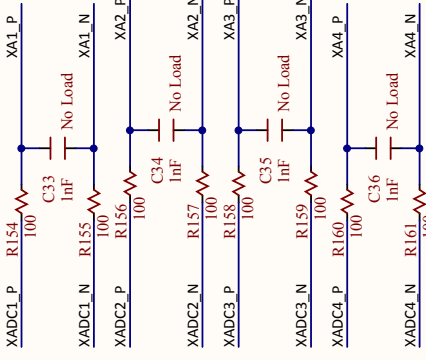 XA1_P
XA1_N
XA2_P
XA2_N
XA3_P
XA3_N
XA4_P
XA4_N
No Load
C33
1nF
No Load
C34
1nF
No Load
C35
1nF
No Load
C36
1nF
R154
100
R155
100
R156
100
R157
100
R158
100
R159
100
R160
100
R161
100
XADC1_P
XADC1_N
XADC2_P
XADC2_N
XADC3_P
XADC3_N
XADC4_P
XADC4_N